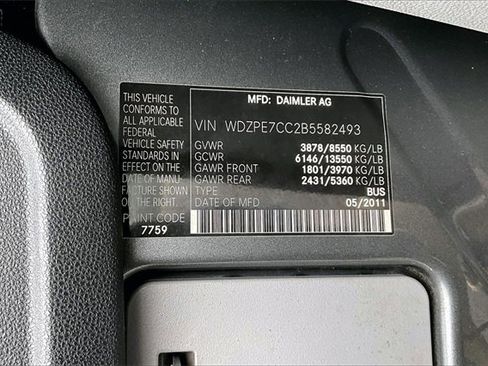 THIS VEHICLE
CONFORMS TO ALL
APPLICABLE
FEDERAL
VEHICLE SAFETY
STANDARDS IN
EFFECT ON THE
DATE OF MANU-
FACTURE SHOWN
ON THE RIGHT.
PAINT CODE
7759
MFD: DAIMLER AG
VIN WDZPE7CC2B5582493
GVWR 3878/8550 KG/LB
GCWR 6146/13550 KG/LB
GAWR FRONT 1801/3970 KG/LB
GAWR REAR 2431/5360 KG/LB
TYPE BUS
DATE OF MFD 05/2011